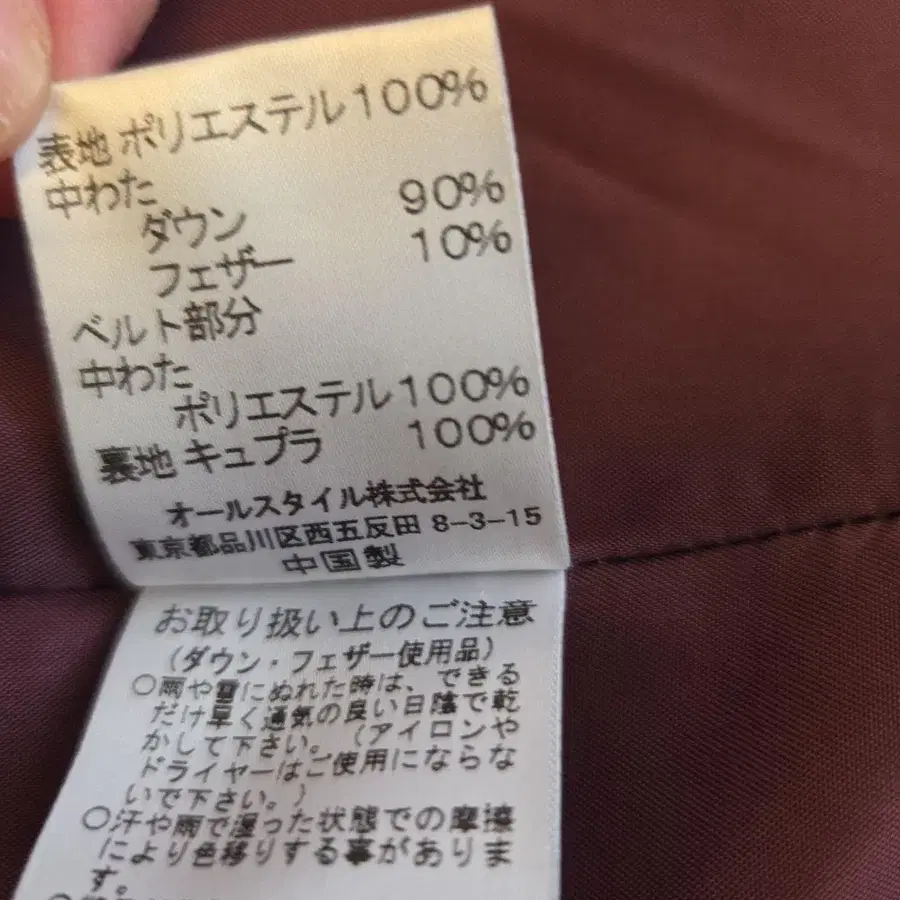 表地 ポリエステル100%
中わた
ダウン 90%
フェザー 10%
ベルト部分
中わた
ポリエステル100%
裏地 キュプラ 100%
オールスタイル株式会社
東京都品川区西五反田 8-3-15
中国製
お取り扱い上のご注意
(ダウン・フェザー使用品)
○雨や雪にぬれた時は、できる
だけ早く通気の良い日陰で乾
かして下さい。(アイロンや
ドライヤーはご使用にならな
いで下さい。)
○汗や雨で湿った状態での摩擦
により色移りする事がありま
す。